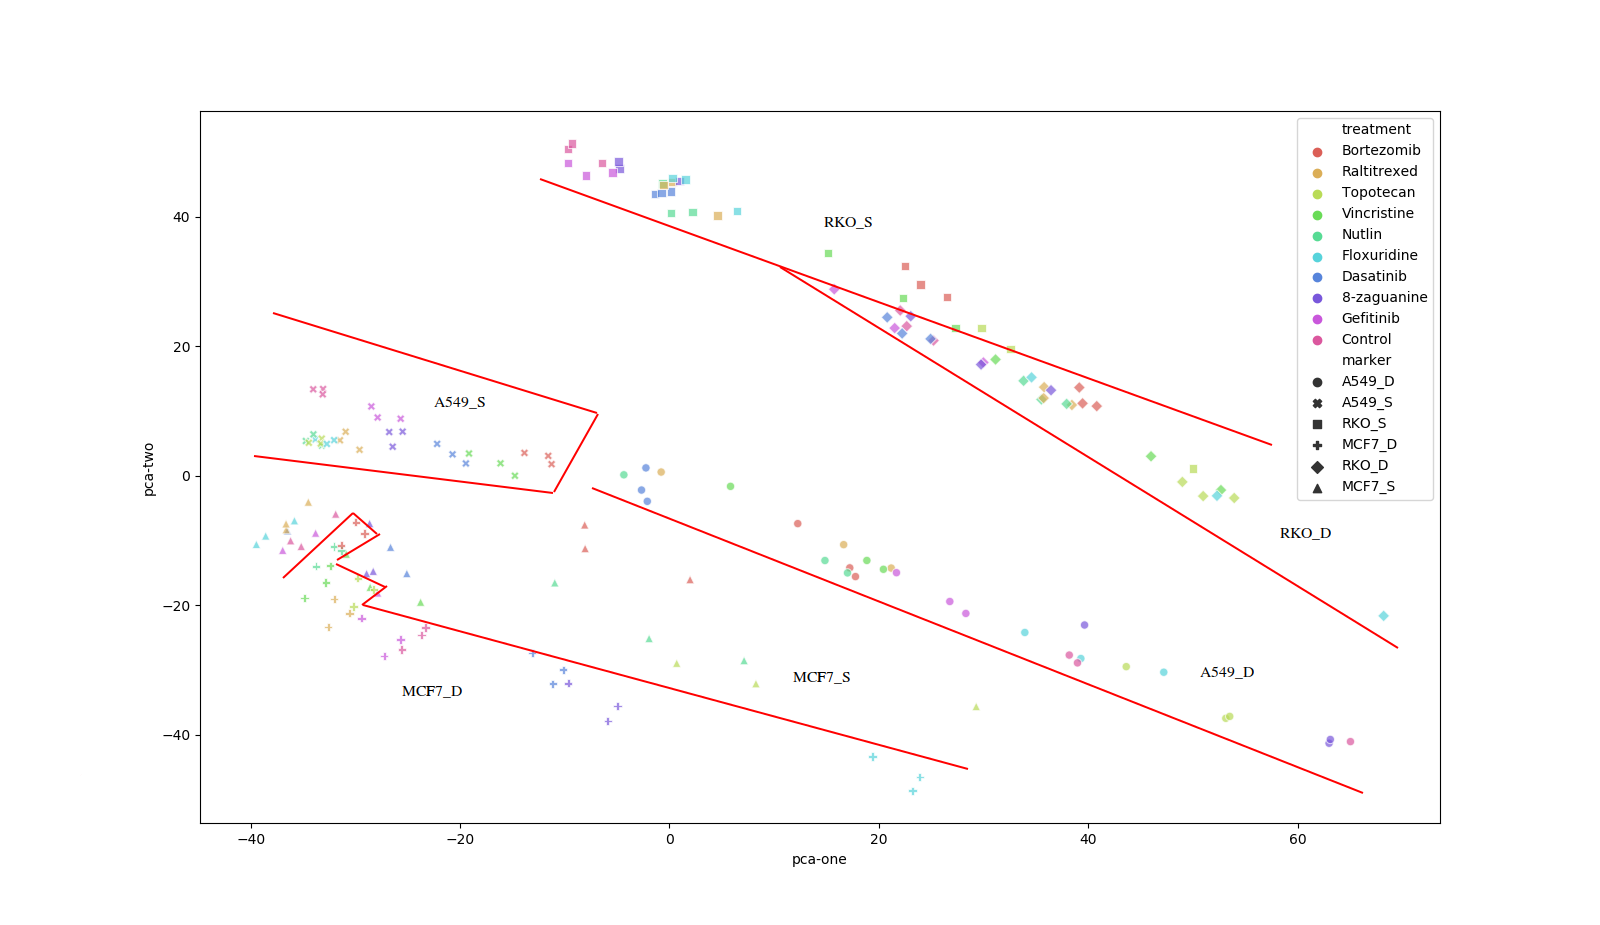 treatment
Bortezomib
Raltitrexed
Topotecan
Vincristine
Nutlin
Floxuridine
Dasatinib
8-zaguanine
Gefitinib
Control
marker
A549_D
A549_S
RKO_S
MCF7_D
RKO_D
MCF7_S
RKO_S
A549_S
RKO_D
A549_D
MCF7_S
MCF7_D
40
20
0
−20
−40
pca-two
−40 −20 0 20 40 60
pca-one